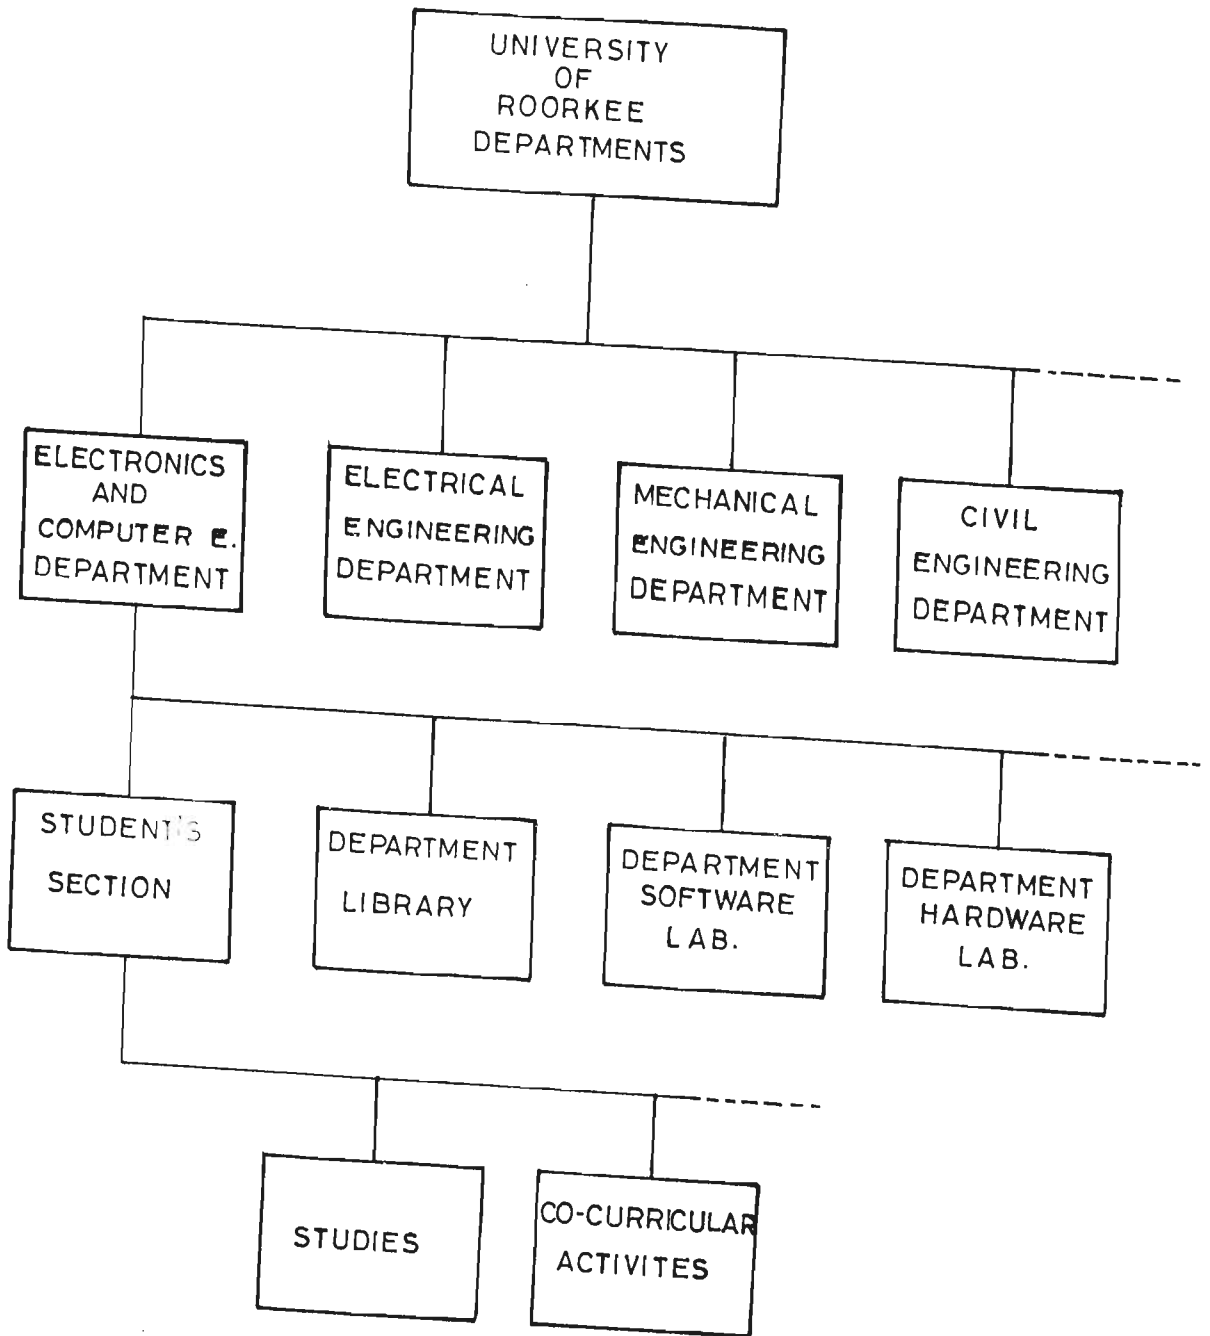 UNIVERSITY
OF
ROORKEE
DEPARTMENTS
ELECTRONICS
AND
COMPUTER E.
DEPARTMENT
ELECTRICAL
ENGINEERING
DEPARTMENT
MECHANICAL
ENGINEERING
DEPARTMENT
CIVIL
ENGINEERING
DEPARTMENT
STUDENT'S
SECTION
DEPARTMENT
LIBRARY
DEPARTMENT
SOFTWARE
LAB.
DEPARTMENT
HARDWARE
LAB.
STUDIES
CO-CURRICULAR
ACTIVITES